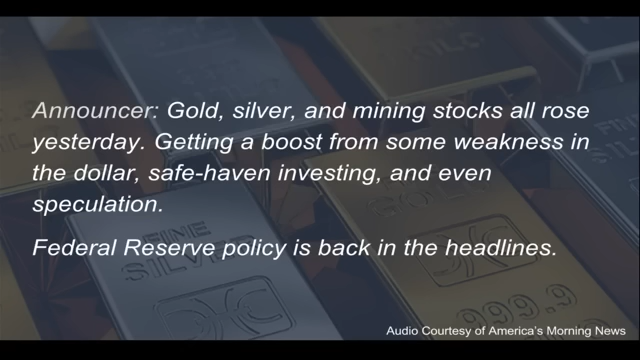 Announcer: Gold, silver, and mining stocks all rose
yesterday. Getting a boost from some weakness in
the dollar, safe-haven investing, and even
speculation.
Federal Reserve policy is back in the headlines.
FINE
SILVER
GOLD
999.9
Audio Courtesy of America's Morning News